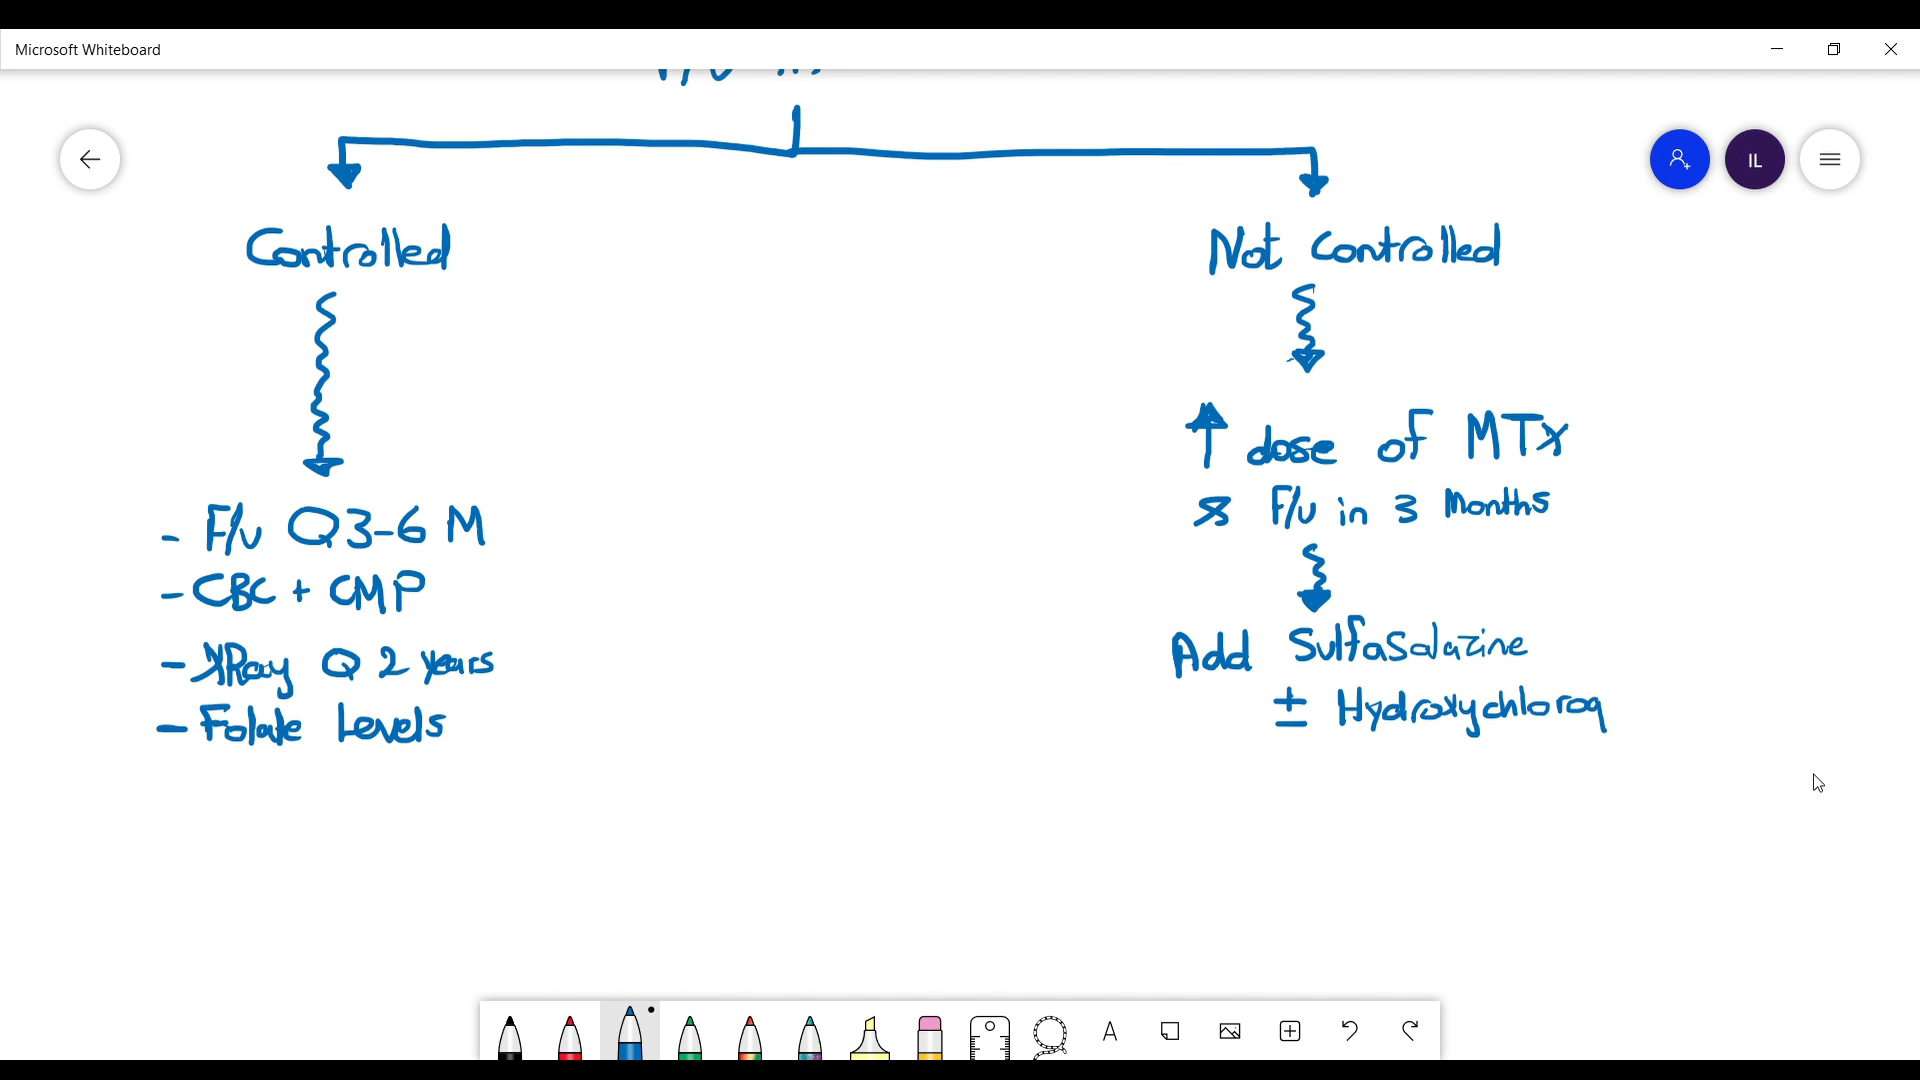 Microsoft Whiteboard
IL
Controlled
Not Controlled
↑ dose of MTx
F/u in 3 Months
- F/u Q3-6 M
- CBC + CMP
- XRay Q 2 years
- Folate Levels
Add Sulfasalazine
± Hydroxychloroq
A